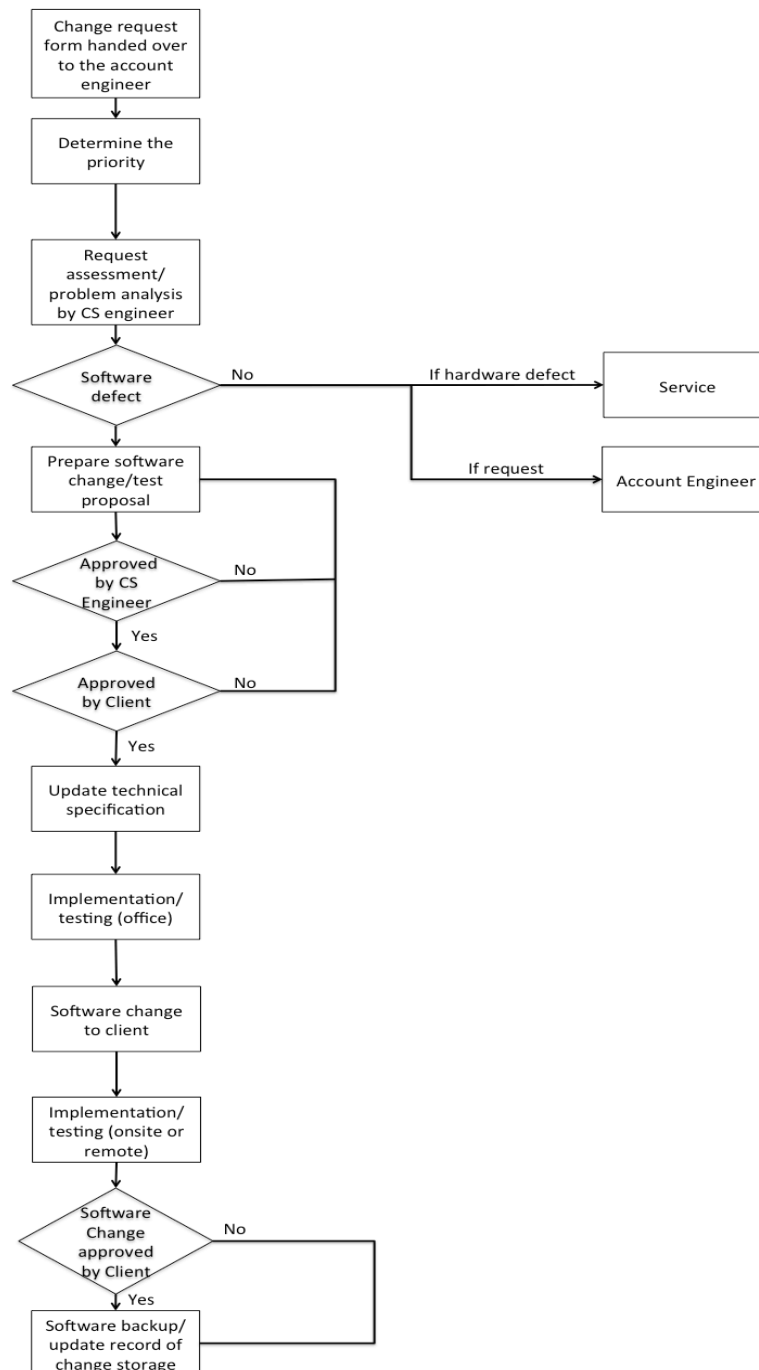 Change request
form handed over
to the account
engineer
Determine the
priority
Request
assessment/
problem analysis
by CS engineer
Software
defect
No
If hardware defect
Service
If request
Account Engineer
Prepare software
change/test
proposal
Approved
by CS
Engineer
No
Yes
Approved
by Client
No
Yes
Update technical
specification
Implementation/
testing (office)
Software change
to client
Implementation/
testing (onsite or
remote)
Software
Change
approved
by Client
No
Yes
Software backup/
update record of
change storage